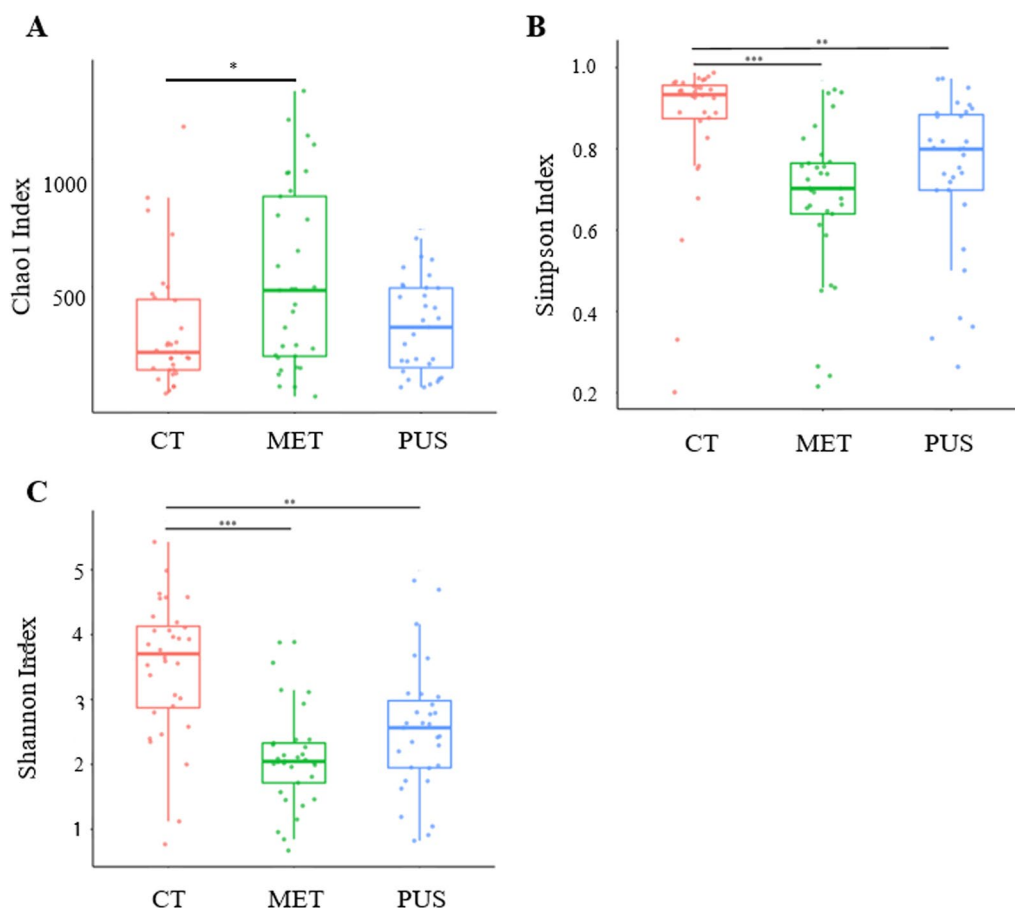 A
*
Chao1 Index
1000
500
CT MET PUS
B
**
***
Simpson Index
1.0
0.8
0.6
0.4
0.2
CT MET PUS
C
**
***
Shannon Index
5
4
3
2
1
CT MET PUS